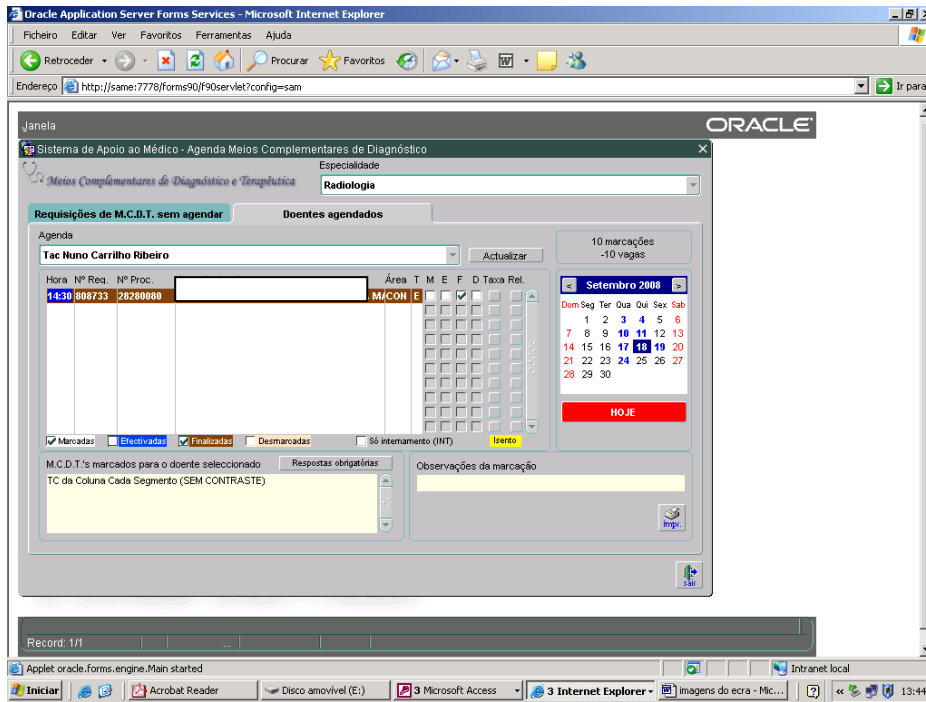 Oracle Application Server Forms Services - Microsoft Internet Explorer
Ficheiro Editar Ver Favoritos Ferramentas Ajuda
Retroceder Procurar Favoritos
Endereço http://same:7778/forms90/f90servlet?config=sam Ir para
Janela ORACLE
Sistema de Apoio ao Médico - Agenda Meios Complementares de Diagnóstico
Especialidade
Meios Complementares de Diagnóstico e Terapêutica
Radiologia
Requisições de M.C.D.T. sem agendar Doentes agendados
Agenda
Tac Nuno Carrilho Ribeiro Actualizar
10 marcações
-10 vagas
Hora Nº Req. Nº Proc. Área T M E F D Taxa Rel.
14:30 808733 28280080 MA CON E
< Setembro 2008 >
Dom Seg Ter Qua Qui Sex Sab
1 2 3 4 5 6
7 8 9 10 11 12 13
14 15 16 17 18 19 20
21 22 23 24 25 26 27
28 29 30
HOJE
Marcadas Efectivadas Finalizadas Desmarcadas Só internamento (INT) Isento
M.C.D.T.'s marcados para o doente seleccionado Respostas obrigatórias
TC da Coluna Cada Segmento (SEM CONTRASTE)
Observações da marcação
impr.
sair
Record: 1/1 ...
Applet oracle.forms.engine.Main started Intranet local
Iniciar Acrobat Reader Disco amovível (E:) 3 Microsoft Access 3 Internet Explorer imagens do ecra - Mic... 13:44